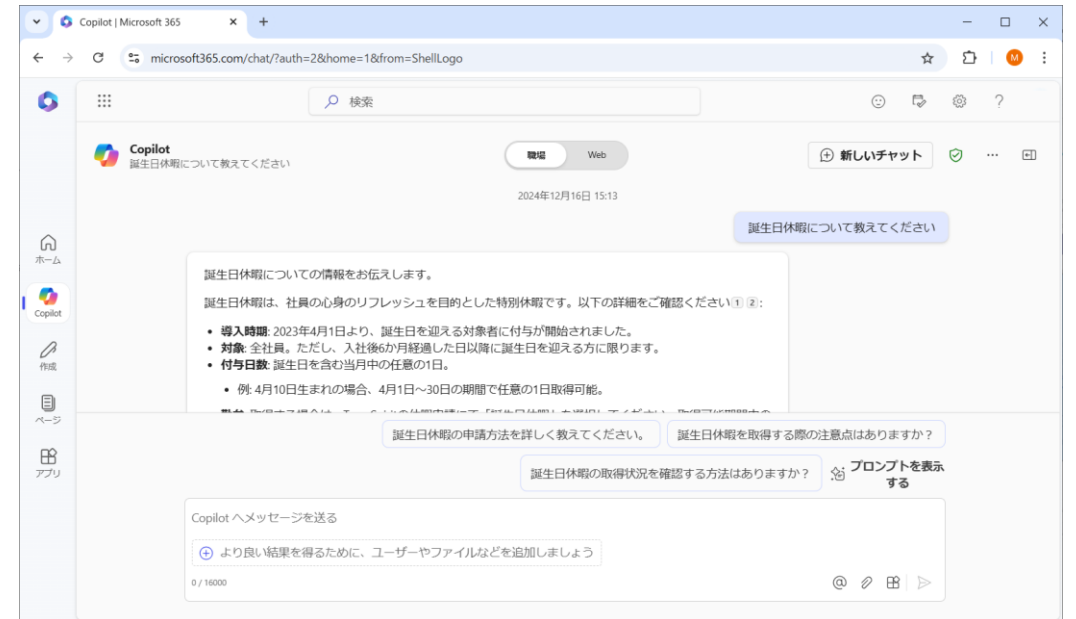 Copilot | Microsoft 365
microsoft365.com/chat/?auth=2&home=1&from=ShellLogo
M
検索
Copilot
誕生日休暇について教えてください
職場
Web
新しいチャット
2024年12月16日 15:13
誕生日休暇について教えてください
ホーム
Copilot
作成
ページ
アプリ
誕生日休暇についての情報をお伝えします。
誕生日休暇は、社員の心身のリフレッシュを目的とした特別休暇です。以下の詳細をご確認ください 1 2 :
• 導入時期: 2023年4月1日より、誕生日を迎える対象者に付与が開始されました。
• 対象: 全社員。ただし、入社後6か月経過した日以降に誕生日を迎える方に限ります。
• 付与日数: 誕生日を含む当月中の任意の1日。
• 例: 4月10日生まれの場合、4月1日～30日の期間で任意の1日取得可能。
誕生日休暇の申請方法を詳しく教えてください。
誕生日休暇を取得する際の注意点はありますか？
誕生日休暇の取得状況を確認する方法はありますか？
プロンプトを表示
する
Copilot へメッセージを送る
より良い結果を得るために、ユーザーやファイルなどを追加しましょう
0 / 16000